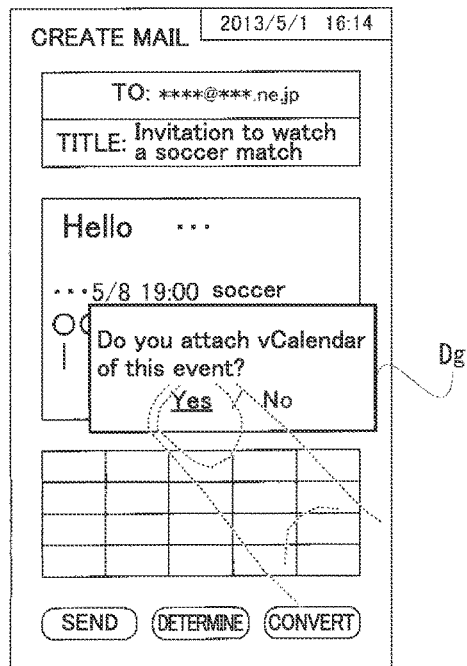 CREATE MAIL
2013/5/1 16:14
TO: ****@***.ne.jp
TITLE: Invitation to watch
a soccer match
Hello ・・・
・・・5/8 19:00 soccer
Do you attach vCalendar
of this event?
Yes No
Dg
SEND DETERMINE CONVERT